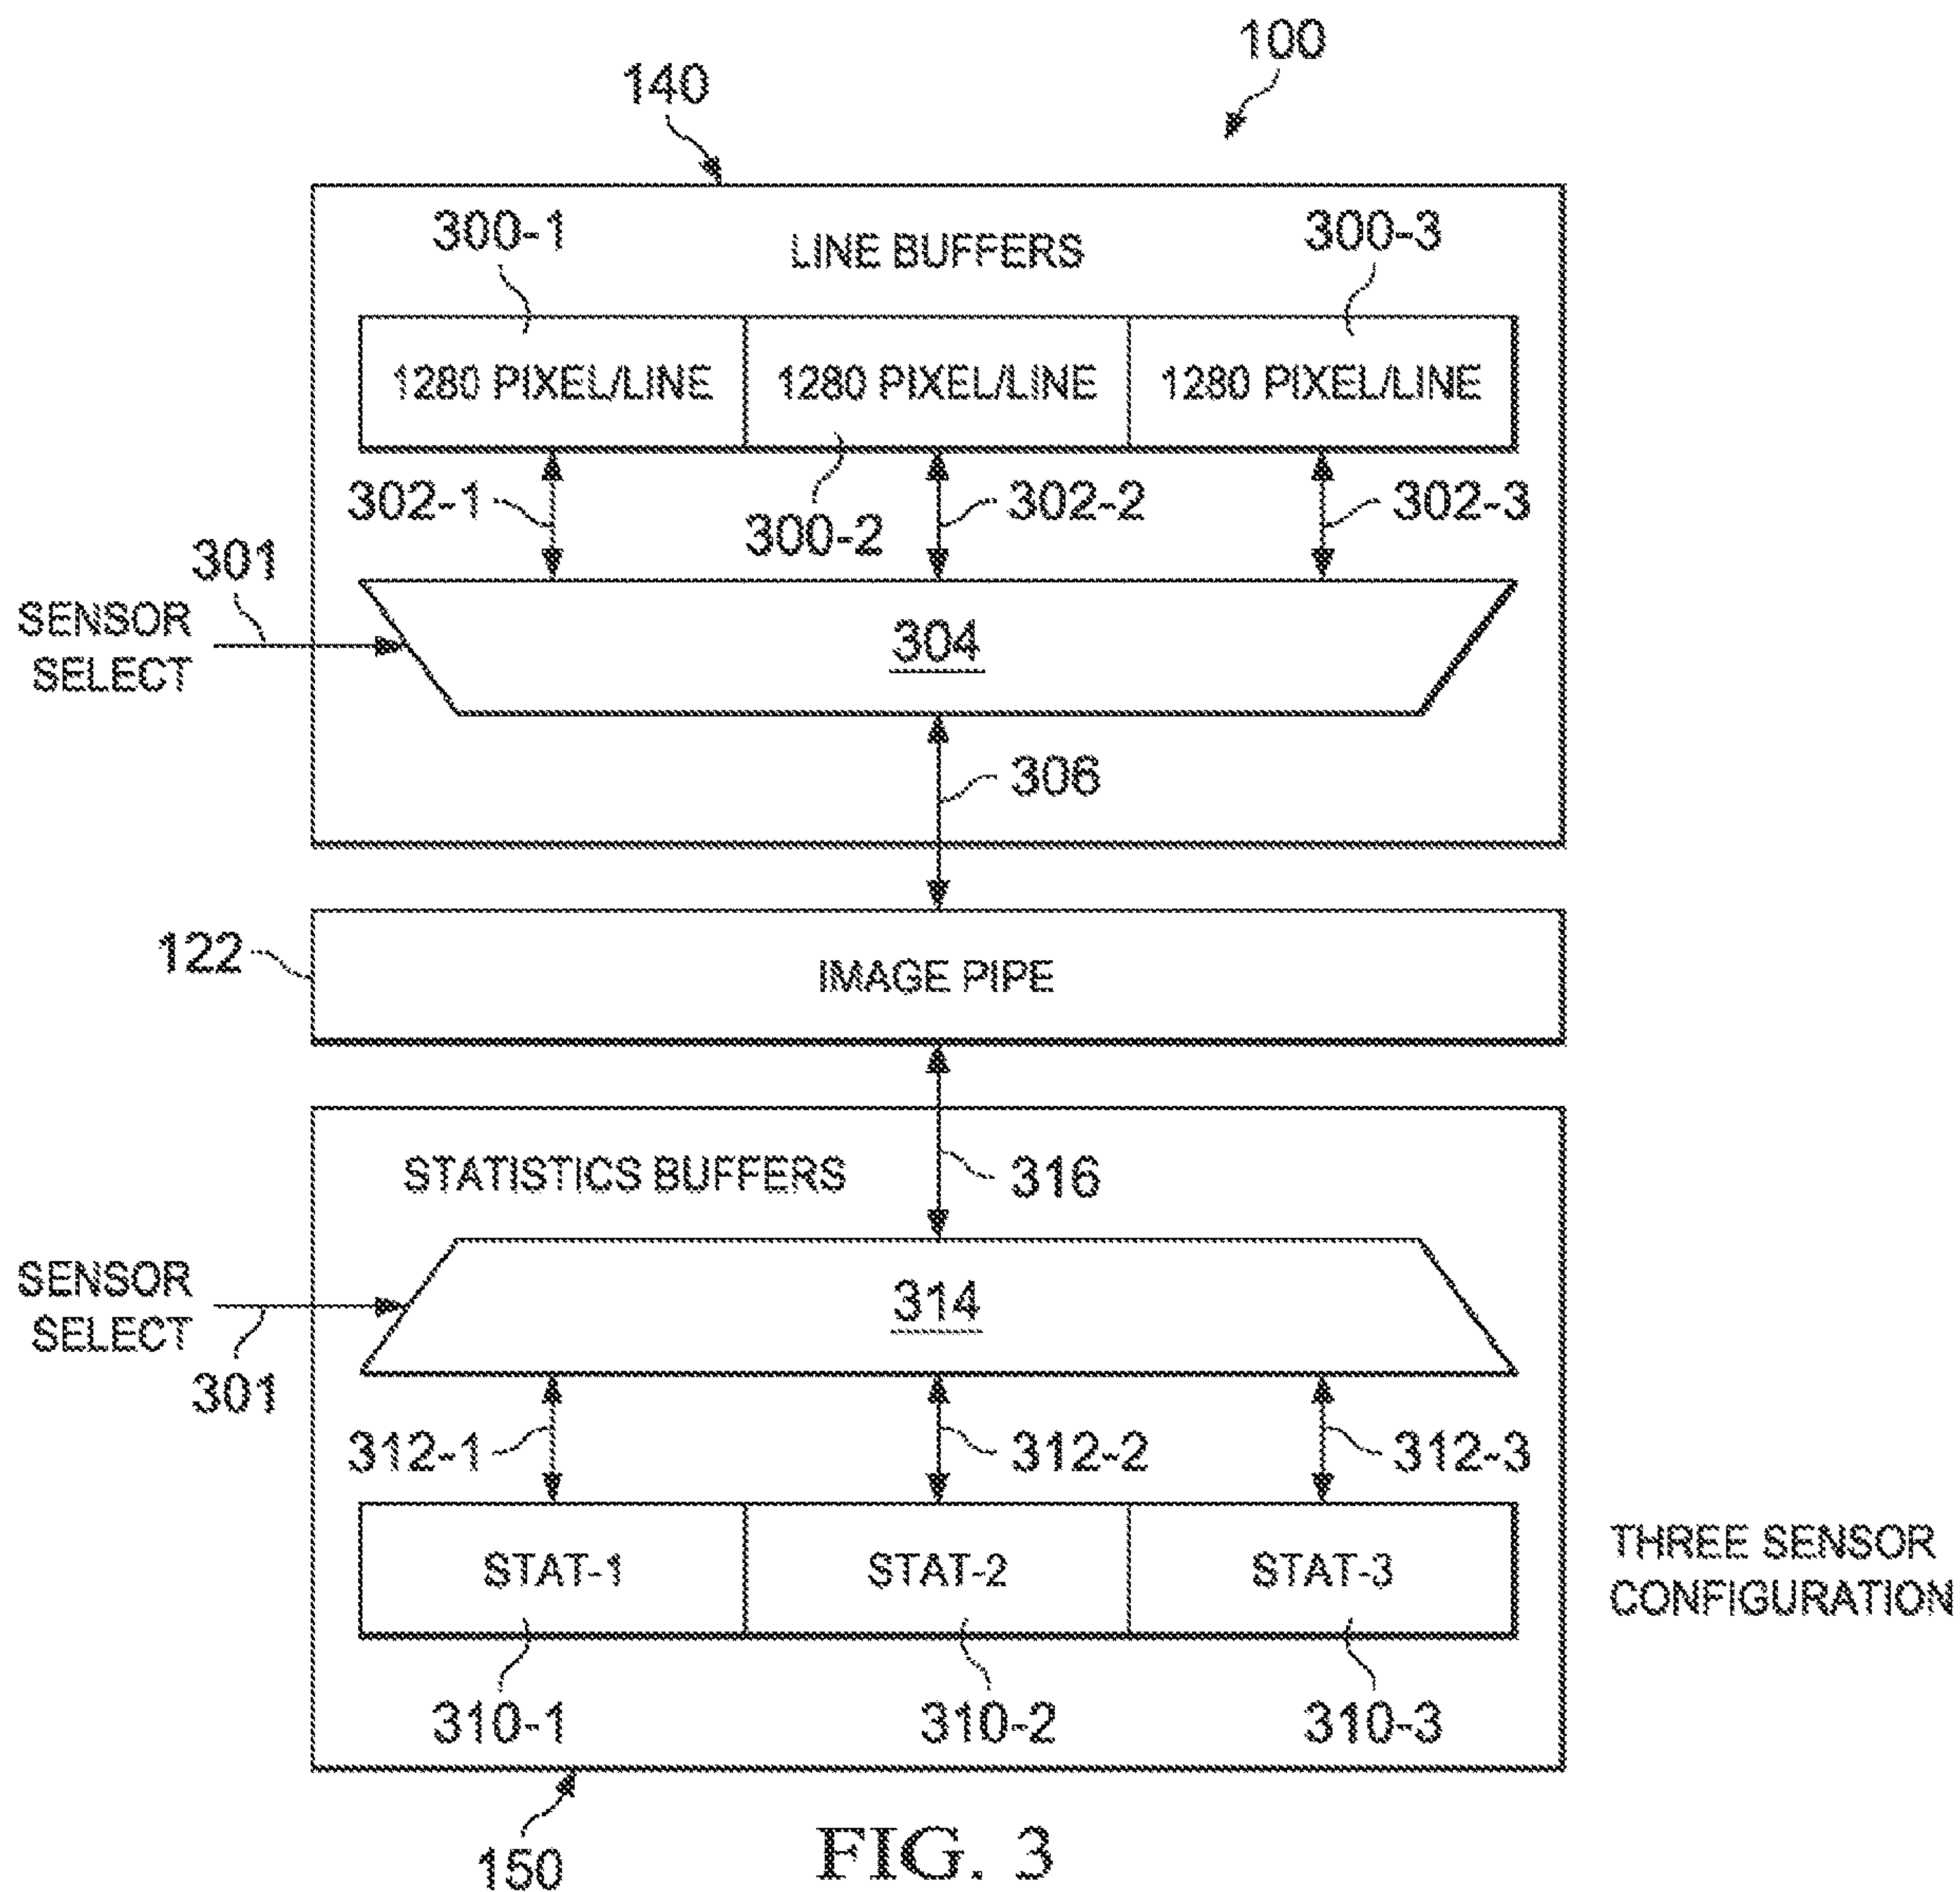 100
140
300-1
LINE BUFFERS
300-3
1280 PIXEL/LINE
1280 PIXEL/LINE
1280 PIXEL/LINE
302-1
300-2
302-2
302-3
301
SENSOR
SELECT
304
306
122
IMAGE PIPE
STATISTICS BUFFERS
316
SENSOR
SELECT
301
314
312-1
312-2
312-3
STAT-1
STAT-2
STAT-3
THREE SENSOR
CONFIGURATION
310-1
310-2
310-3
150
FIG. 3